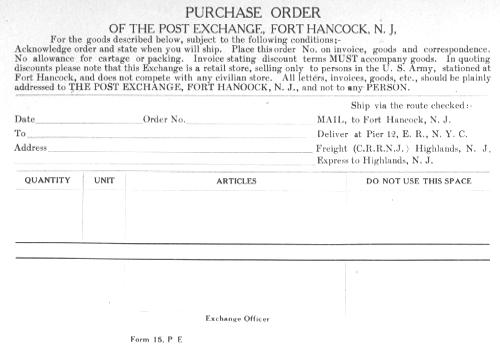 PURCHASE ORDER
OF THE POST EXCHANGE, FORT HANCOCK, N. J,
For the goods described below, subject to the following conditions;-
Acknowledge order and state when you will ship. Place this order No. on invoice, goods and correspondence.
No allowance for cartage or packing. Invoice stating discount terms MUST accompany goods. In quoting
discounts please note that this Exchange is a retail store, selling only to persons in the U. S. Army, stationed at
Fort Hancock, and does not compete with any civilian store. All letters, invoices, goods, etc., should be plainly
addressed to THE POST EXCHANGE, FORT HANOOCK, N. J., and not to any PERSON.
Ship via the route checked:-
Date Order No. MAIL, to Fort Hancock, N. J.
To Deliver at Pier 12, E. R., N. Y. C.
Address Freight (C.R.R.N.J.) Highlands, N. J,
Express to Highlands, N. J.
QUANTITY UNIT ARTICLES DO NOT USE THIS SPACE
Exchange Officer
Form 15, P E